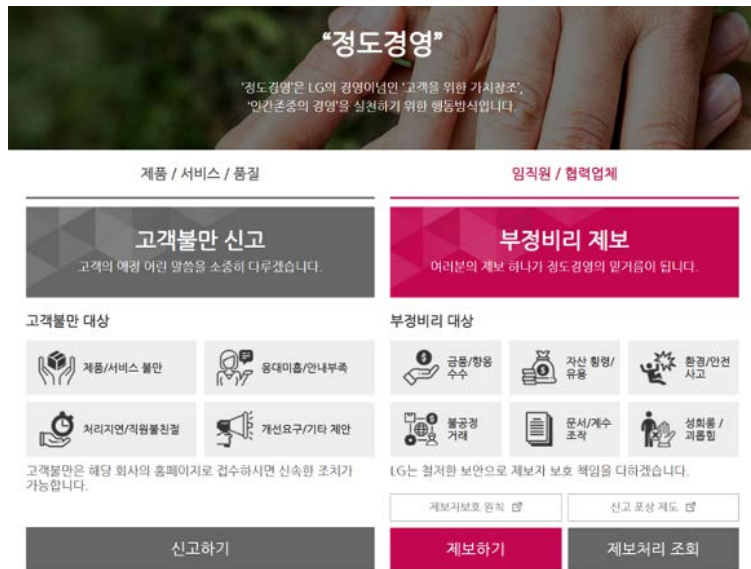 “정도경영”
'정도경영'은 LG의 경영이념인 '고객을 위한 가치창조',
'인간존중의 경영'을 실천하기 위한 행동방식입니다.
제품 / 서비스 / 품질
고객불만 신고
고객의 애정 어린 말씀을 소중히 다루겠습니다.
고객불만 대상
제품/서비스 불만
응대미흡/안내부족
처리지연/직원불친절
개선요구/기타 제안
고객불만은 해당 회사의 홈페이지로 접수하시면 신속한 조치가
가능합니다.
신고하기
임직원 / 협력업체
부정비리 제보
여러분의 제보 하나가 정도경영의 밑거름이 됩니다.
부정비리 대상
금품/향응
수수
자산 횡령/
유용
환경/안전
사고
불공정
거래
문서/계수
조작
성희롱 /
괴롭힘
LG는 철저한 보안으로 제보자 보호 책임을 다하겠습니다.
제보자보호 원칙
신고 포상 제도
제보하기
제보처리 조회